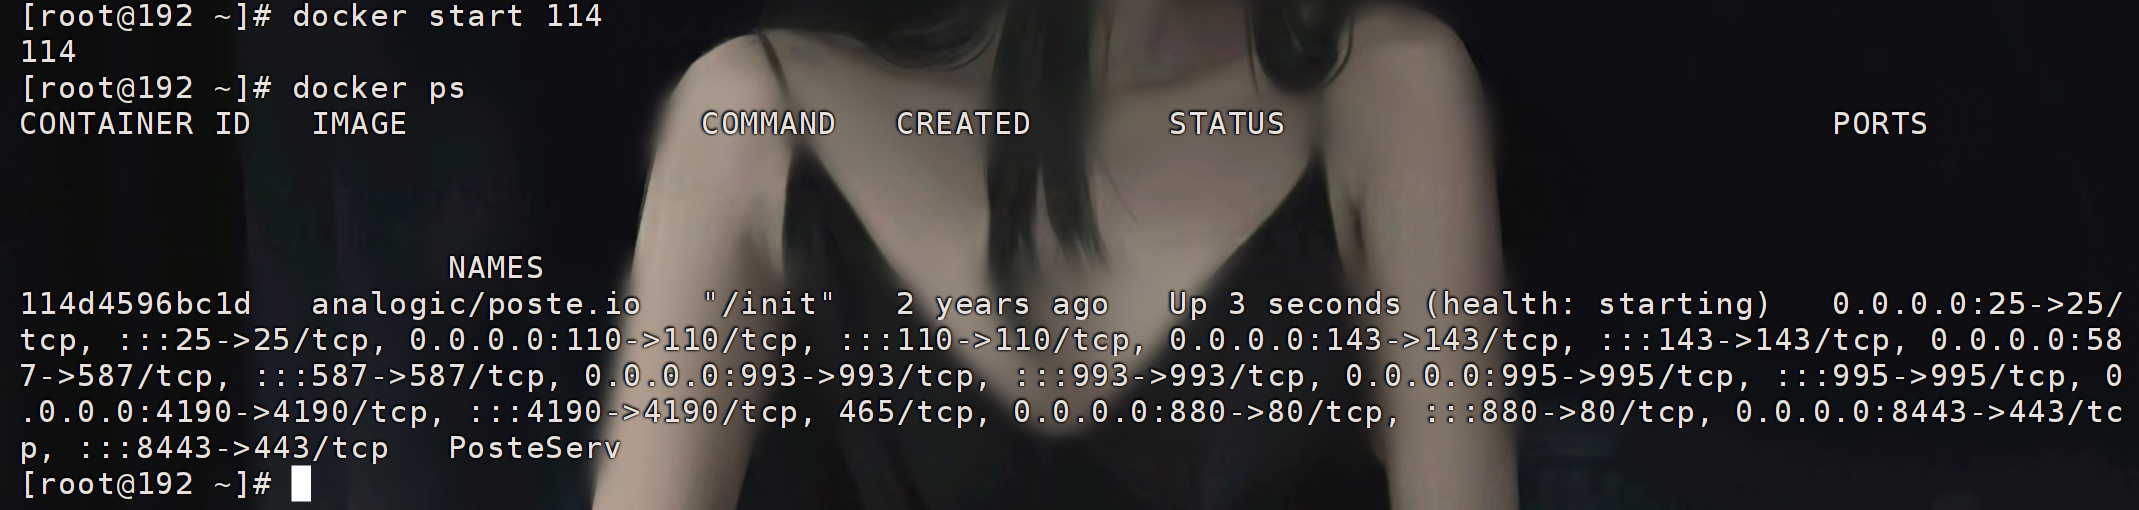 [root@192 ~]# docker start 114
114
[root@192 ~]# docker ps
CONTAINER ID   IMAGE               COMMAND   CREATED       STATUS                            PORTS
NAMES
114d4596bc1d   analogic/poste.io   "/init"   2 years ago   Up 3 seconds (health: starting)   0.0.0.0:25->25/
tcp, :::25->25/tcp, 0.0.0.0:110->110/tcp, :::110->110/tcp, 0.0.0.0:143->143/tcp, :::143->143/tcp, 0.0.0.0:58
7->587/tcp, :::587->587/tcp, 0.0.0.0:993->993/tcp, :::993->993/tcp, 0.0.0.0:995->995/tcp, :::995->995/tcp, 0
.0.0.0:4190->4190/tcp, :::4190->4190/tcp, 465/tcp, 0.0.0.0:880->80/tcp, :::880->80/tcp, 0.0.0.0:8443->443/tc
p, :::8443->443/tcp   PosteServ
[root@192 ~]#